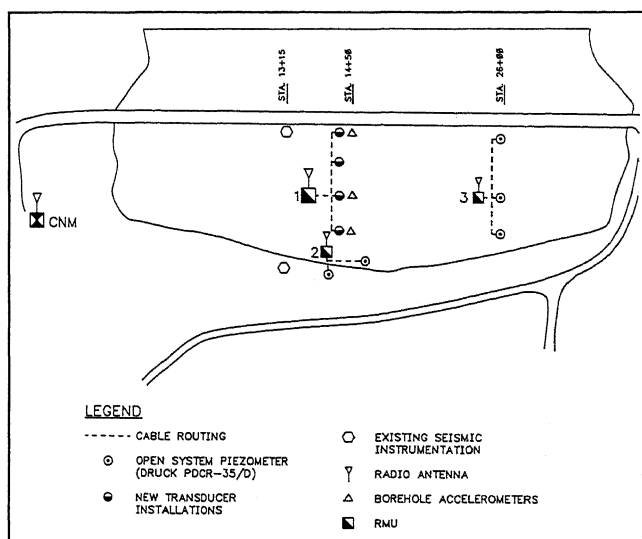 STA. 13+15
STA. 14+50
STA. 26+00
1
3
CNM
2
LEGEND
CABLE ROUTING
OPEN SYSTEM PIEZOMETER
(DRUCK PDCR-35/D)
NEW TRANSDUCER
INSTALLATIONS
EXISTING SEISMIC
INSTRUMENTATION
RADIO ANTENNA
BOREHOLE ACCELEROMETERS
RMU